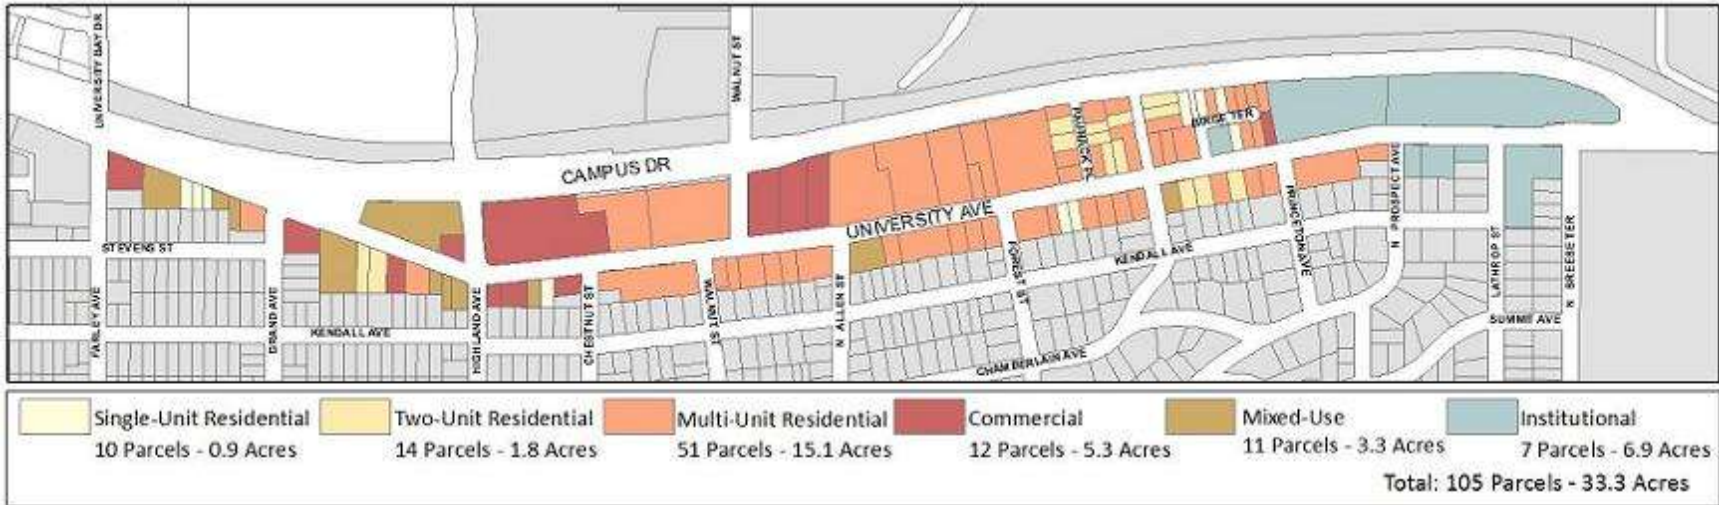 UNIVERSITY BAY DR
WALNUT ST
CAMPUS DR
UNIVERSITY AVE
PADDOCK PL
BIRGE TER
STEVENS ST
FARLEY AVE
GRAND AVE
KENDALL AVE
HIGHLAND AVE
CHESTNUT ST
WALNUT ST
N ALLEN ST
FOREST ST
KENDALL AVE
CHAMBERLAIN AVE
PRINCETON AVE
N PROSPECT AVE
LATHROP ST
SUMMIT AVE
N BREESE TER
Single-Unit Residential
10 Parcels - 0.9 Acres
Two-Unit Residential
14 Parcels - 1.8 Acres
Multi-Unit Residential
51 Parcels - 15.1 Acres
Commercial
12 Parcels - 5.3 Acres
Mixed-Use
11 Parcels - 3.3 Acres
Institutional
7 Parcels - 6.9 Acres
Total: 105 Parcels - 33.3 Acres